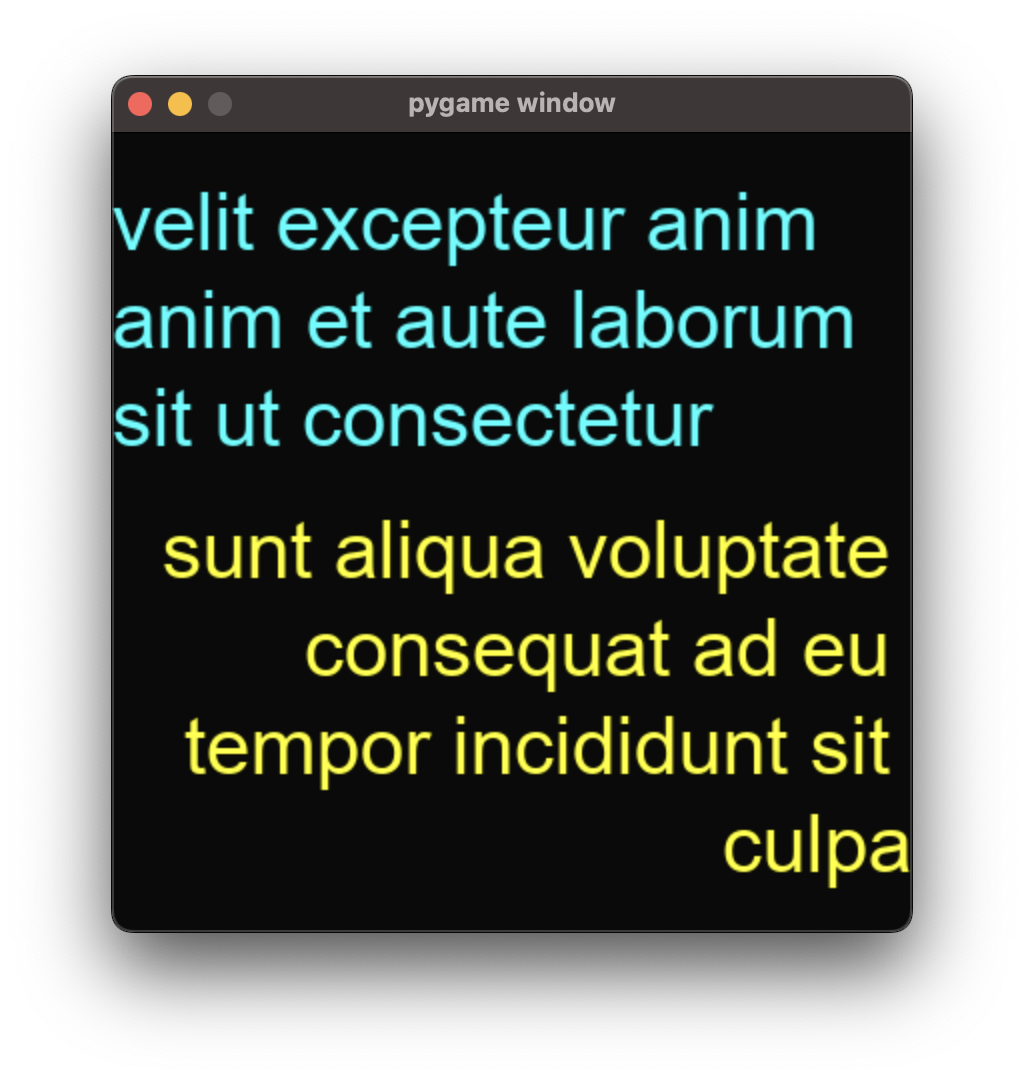 pygame window
velit excepteur anim
anim et aute laborum
sit ut consectetur
sunt aliqua voluptate
consequat ad eu
tempor incididunt sit
culpa